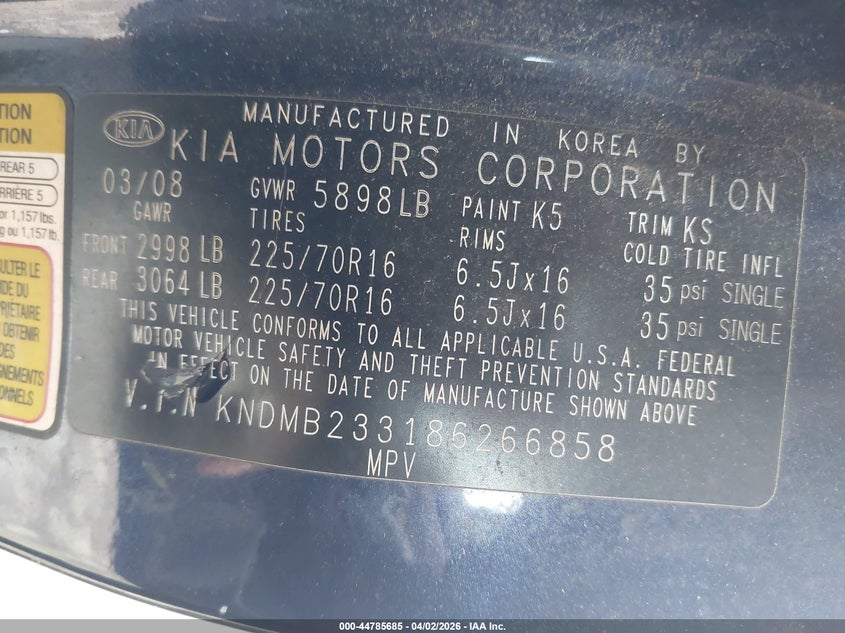 TION
TION
REAR 5
RRIÈRE 5
or 1,157 lbs.
g ou 1,157 lb.
ULTER LE
DE DU
PRIÉTAIRE
OBTENIR
DES
GNEMENTS
ONNELS
KIA
MANUFACTURED IN KOREA BY
KIA MOTORS CORPORATION
03/08 GVWR 5898LB PAINT K5 TRIM KS
GAWR TIRES RIMS COLD TIRE INFL
FRONT 2998 LB 225/70R16 6.5Jx16 35 psi SINGLE
REAR 3064 LB 225/70R16 6.5Jx16 35 psi SINGLE
THIS VEHICLE CONFORMS TO ALL APPLICABLE U.S.A. FEDERAL
MOTOR VEHICLE SAFETY AND THEFT PREVENTION STANDARDS
IN EFFECT ON THE DATE OF MANUFACTURE SHOWN ABOVE
V.I.N KNDMB233186266858
MPV
000-44785685 - 04/02/2026 - IAA Inc.